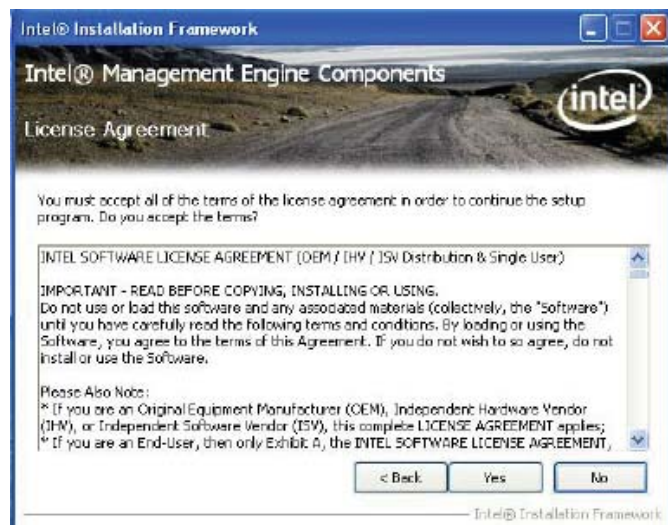 Intel® Installation Framework
Intel® Management Engine Components
intel
License Agreement
You must accept all of the terms of the license agreement in order to continue the setup
program. Do you accept the terms?
INTEL SOFTWARE LICENSE AGREEMENT (OEM / IHV / ISV Distribution & Single User)
IMPORTANT - READ BEFORE COPYING, INSTALLING OR USING.
Do not use or load this software and any associated materials (collectively, the "Software")
until you have carefully read the following terms and conditions. By loading or using the
Software, you agree to the terms of this Agreement. If you do not wish to so agree, do not
install or use the Software.
Please Also Note:
* If you are an Original Equipment Manufacturer (OEM), Independent Hardware Vendor
(IHV), or Independent Software Vendor (ISV), this complete LICENSE AGREEMENT applies;
* If you are an End-User, then only Exhibit A, the INTEL SOFTWARE LICENSE AGREEMENT,
< Back
Yes
No
Intel® Installation Framework